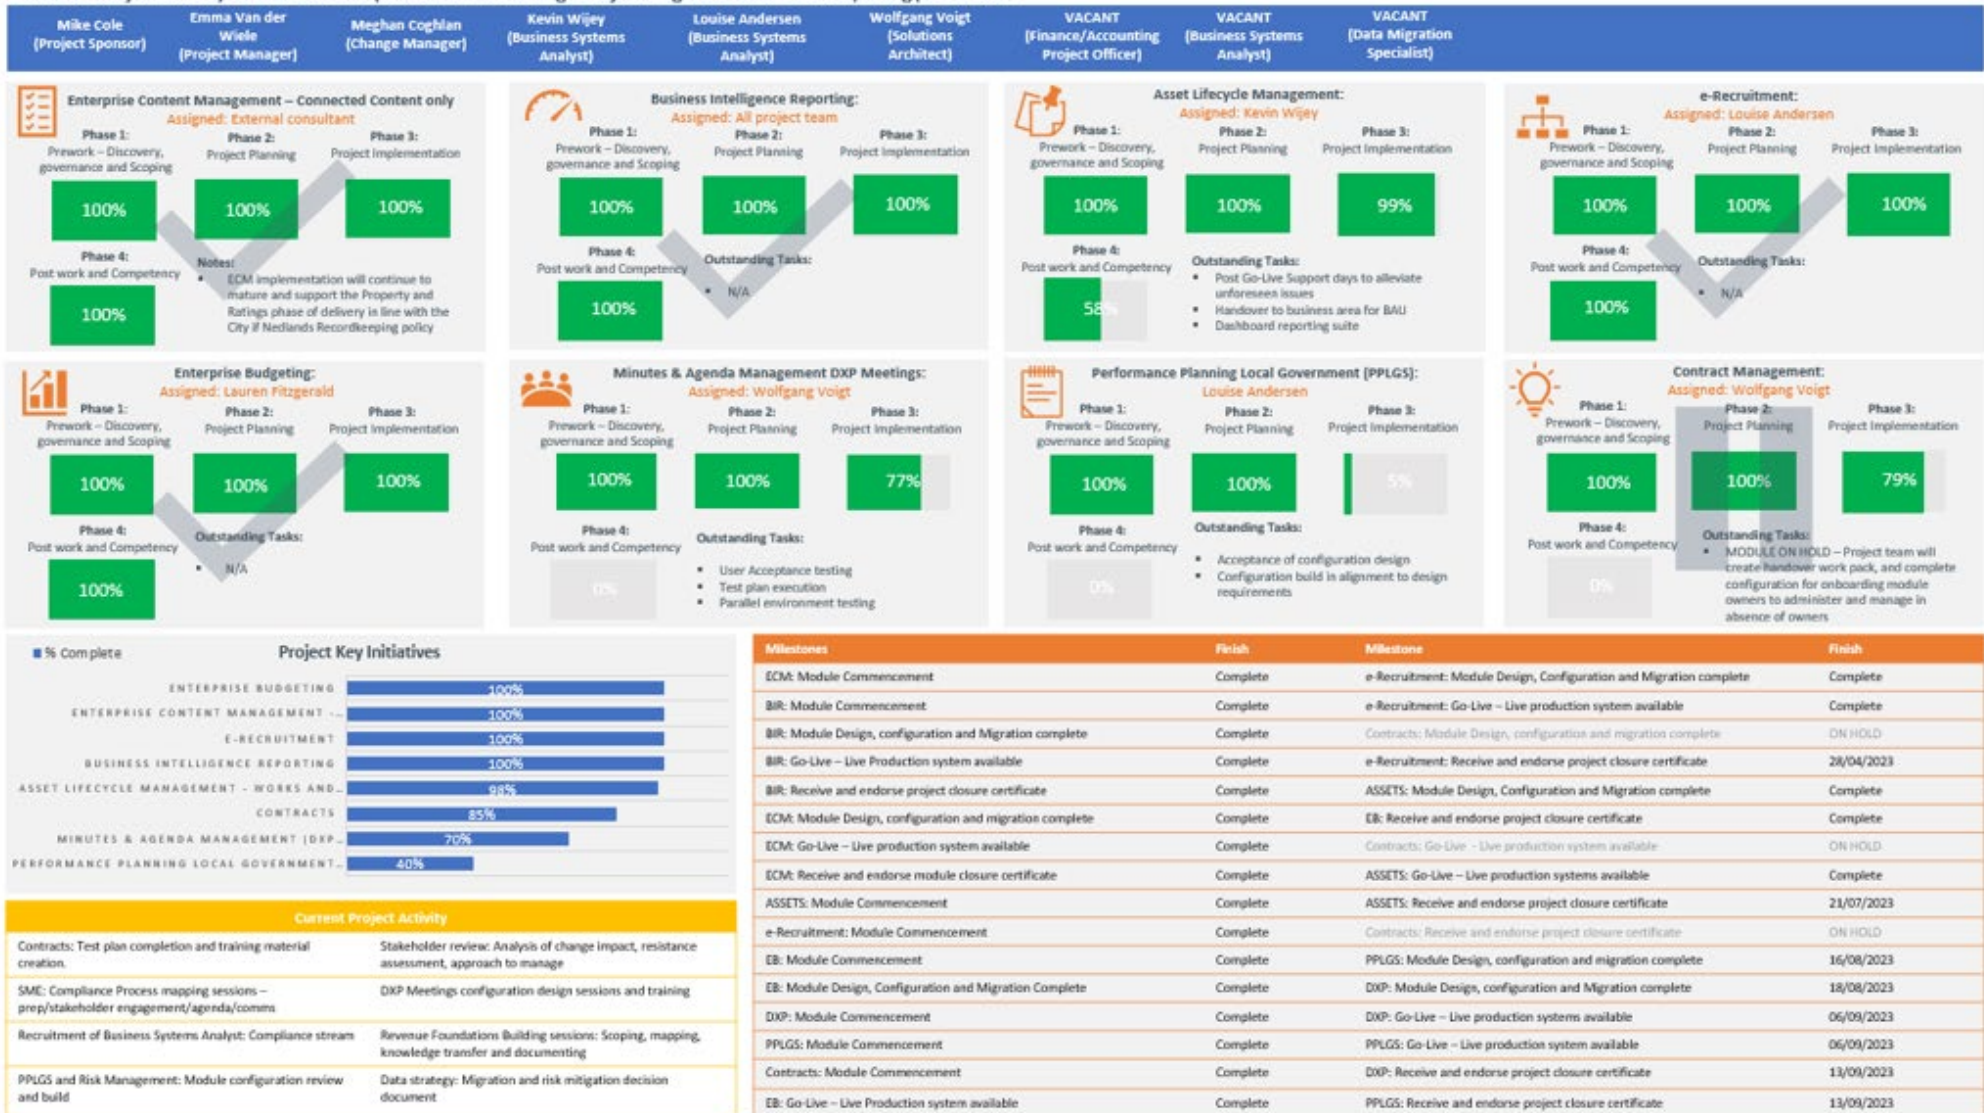 Mike Cole
(Project Sponsor)
Emma Van der
Wiele
(Project Manager)
Meghan Coghlan
(Change Manager)
Kevin Wijey
(Business Systems
Analyst)
Louise Andersen
(Business Systems
Analyst)
Wolfgang Voigt
(Solutions
Architect)
VACANT
(Finance/Accounting
Project Officer)
VACANT
(Business Systems
Analyst)
VACANT
(Data Migration
Specialist)
Enterprise Content Management – Connected Content only
Assigned: External consultant
Phase 1:
Prework – Discovery,
governance and Scoping
100%
Phase 2:
Project Planning
100%
Phase 3:
Project Implementation
100%
Phase 4:
Post work and Competency
100%
Notes:
▪ ECM implementation will continue to
mature and support the Property and
Ratings phase of delivery in line with the
City if Nedlands Recordkeeping policy
Business Intelligence Reporting:
Assigned: All project team
Phase 1:
Prework – Discovery,
governance and Scoping
100%
Phase 2:
Project Planning
100%
Phase 3:
Project Implementation
100%
Phase 4:
Post work and Competency
100%
Outstanding Tasks:
▪ N/A
Asset Lifecycle Management:
Assigned: Kevin Wijey
Phase 1:
Prework – Discovery,
governance and Scoping
100%
Phase 2:
Project Planning
100%
Phase 3:
Project Implementation
99%
Phase 4:
Post work and Competency
58%
Outstanding Tasks:
▪ Post Go-Live Support days to alleviate
unforeseen issues
▪ Handover to business area for BAU
▪ Dashboard reporting suite
e-Recruitment:
Assigned: Louise Andersen
Phase 1:
Prework – Discovery,
governance and Scoping
100%
Phase 2:
Project Planning
100%
Phase 3:
Project Implementation
100%
Phase 4:
Post work and Competency
100%
Outstanding Tasks:
▪ N/A
Enterprise Budgeting:
Assigned: Lauren Fitzgerald
Phase 1:
Prework – Discovery,
governance and Scoping
100%
Phase 2:
Project Planning
100%
Phase 3:
Project Implementation
100%
Phase 4:
Post work and Competency
100%
Outstanding Tasks:
▪ N/A
Minutes & Agenda Management DXP Meetings:
Assigned: Wolfgang Voigt
Phase 1:
Prework – Discovery,
governance and Scoping
100%
Phase 2:
Project Planning
100%
Phase 3:
Project Implementation
77%
Phase 4:
Post work and Competency
0%
Outstanding Tasks:
▪ User Acceptance testing
▪ Test plan execution
▪ Parallel environment testing
Performance Planning Local Government (PPLGS):
Louise Andersen
Phase 1:
Prework – Discovery,
governance and Scoping
100%
Phase 2:
Project Planning
100%
Phase 3:
Project Implementation
5%
Phase 4:
Post work and Competency
0%
Outstanding Tasks:
▪ Acceptance of configuration design
▪ Configuration build in alignment to design
requirements
Contract Management:
Assigned: Wolfgang Voigt
Phase 1:
Prework – Discovery,
governance and Scoping
100%
Phase 2:
Project Planning
100%
Phase 3:
Project Implementation
79%
Phase 4:
Post work and Competency
0%
Outstanding Tasks:
▪ MODULE ON HOLD – Project team will
create handover work pack, and complete
configuration for onboarding module
owners to administer and manage in
absence of owners
% Complete
Project Key Initiatives
ENTERPRISE BUDGETING 100%
ENTERPRISE CONTENT MANAGEMENT -… 100%
E-RECRUITMENT 100%
BUSINESS INTELLIGENCE REPORTING 100%
ASSET LIFECYCLE MANAGEMENT - WORKS AND… 98%
CONTRACTS 85%
MINUTES & AGENDA MANAGEMENT (DXP… 70%
PERFORMANCE PLANNING LOCAL GOVERNMENT… 40%
Current Project Activity
Contracts: Test plan completion and training material
creation.
Stakeholder review: Analysis of change impact, resistance
assessment, approach to manage
SME: Compliance Process mapping sessions –
prep/stakeholder engagement/agenda/comms
DXP Meetings configuration design sessions and training
Recruitment of Business Systems Analyst: Compliance stream
Revenue Foundations Building sessions: Scoping, mapping,
knowledge transfer and documenting
PPLGS and Risk Management: Module configuration review
and build
Data strategy: Migration and risk mitigation decision
document
Milestones Finish Milestone Finish
ECM: Module Commencement Complete e-Recruitment: Module Design, Configuration and Migration complete Complete
BIR: Module Commencement Complete e-Recruitment: Go-Live – Live production system available Complete
BIR: Module Design, configuration and Migration complete Complete Contracts: Module Design, configuration and migration complete ON HOLD
BIR: Go-Live – Live Production system available Complete e-Recruitment: Receive and endorse project closure certificate 28/04/2023
BIR: Receive and endorse project closure certificate Complete ASSETS: Module Design, Configuration and Migration complete Complete
ECM: Module Design, configuration and migration complete Complete EB: Receive and endorse project closure certificate Complete
ECM: Go-Live – Live production system available Complete Contracts: Go-Live - Live production system available ON HOLD
ECM: Receive and endorse module closure certificate Complete ASSETS: Go-Live – Live production systems available Complete
ASSETS: Module Commencement Complete ASSETS: Receive and endorse project closure certificate 21/07/2023
e-Recruitment: Module Commencement Complete Contracts: Receive and endorse project closure certificate ON HOLD
EB: Module Commencement Complete PPLGS: Module Design, configuration and migration complete 16/08/2023
EB: Module Design, Configuration and Migration Complete Complete DXP: Module Design, configuration and Migration complete 18/08/2023
DXP: Module Commencement Complete DXP: Go-Live – Live production systems available 06/09/2023
PPLGS: Module Commencement Complete PPLGS: Go-Live – Live production system available 06/09/2023
Contracts: Module Commencement Complete DXP: Receive and endorse project closure certificate 13/09/2023
EB: Go-Live – Live Production system available Complete PPLGS: Receive and endorse project closure certificate 13/09/2023